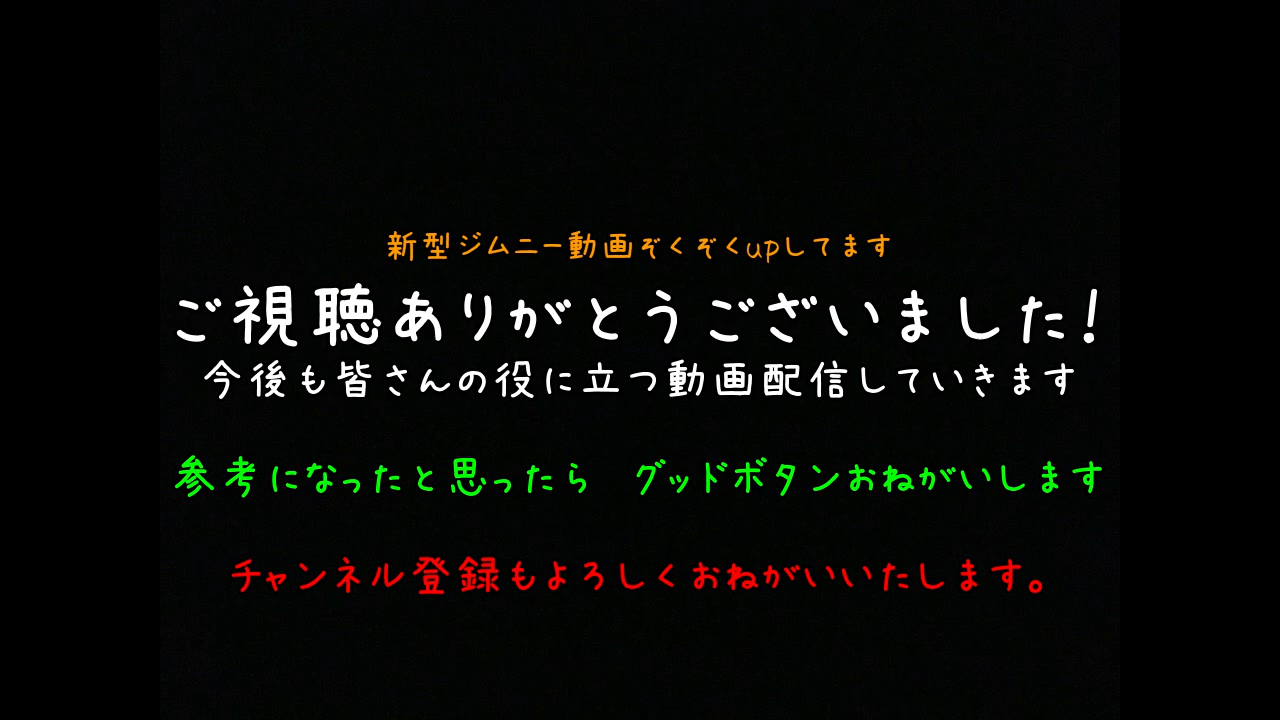 新型ジムニー動画ぞくぞくupしてます
ご視聴ありがとうございました!
今後も皆さんの役に立つ動画配信していきます
参考になったと思ったら　グッドボタンおねがいします
チャンネル登録もよろしくおねがいいたします。